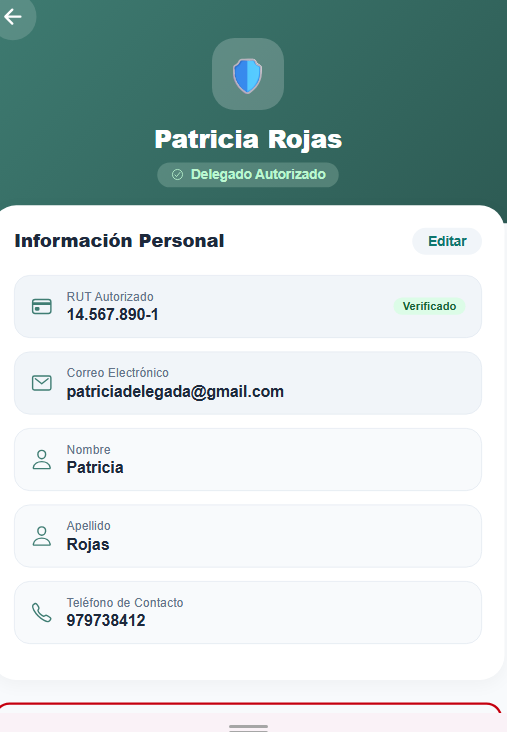 Patricia Rojas
Delegado Autorizado
Información Personal
Editar
RUT Autorizado
14.567.890-1
Verificado
Correo Electrónico
patriciadelegada@gmail.com
Nombre
Patricia
Apellido
Rojas
Teléfono de Contacto
979738412